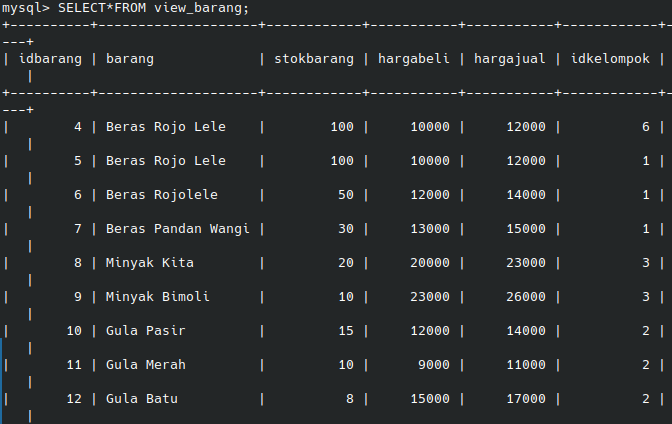 mysql> SELECT*FROM view_barang;
+----------+--------------------+------------+-----------+-----------+------------+-
---+
| idbarang | barang             | stokbarang | hargabeli | hargajual | idkelompok |
   |
+----------+--------------------+------------+-----------+-----------+------------+-
---+
|        4 | Beras Rojo Lele    |        100 |     10000 |     12000 |          6 |
   |
|        5 | Beras Rojo Lele    |        100 |     10000 |     12000 |          1 |
   |
|        6 | Beras Rojolele     |         50 |     12000 |     14000 |          1 |
   |
|        7 | Beras Pandan Wangi |         30 |     13000 |     15000 |          1 |
   |
|        8 | Minyak Kita        |         20 |     20000 |     23000 |          3 |
   |
|        9 | Minyak Bimoli      |         10 |     23000 |     26000 |          3 |
   |
|       10 | Gula Pasir         |         15 |     12000 |     14000 |          2 |
   |
|       11 | Gula Merah         |         10 |      9000 |     11000 |          2 |
   |
|       12 | Gula Batu          |          8 |     15000 |     17000 |          2 |
   |